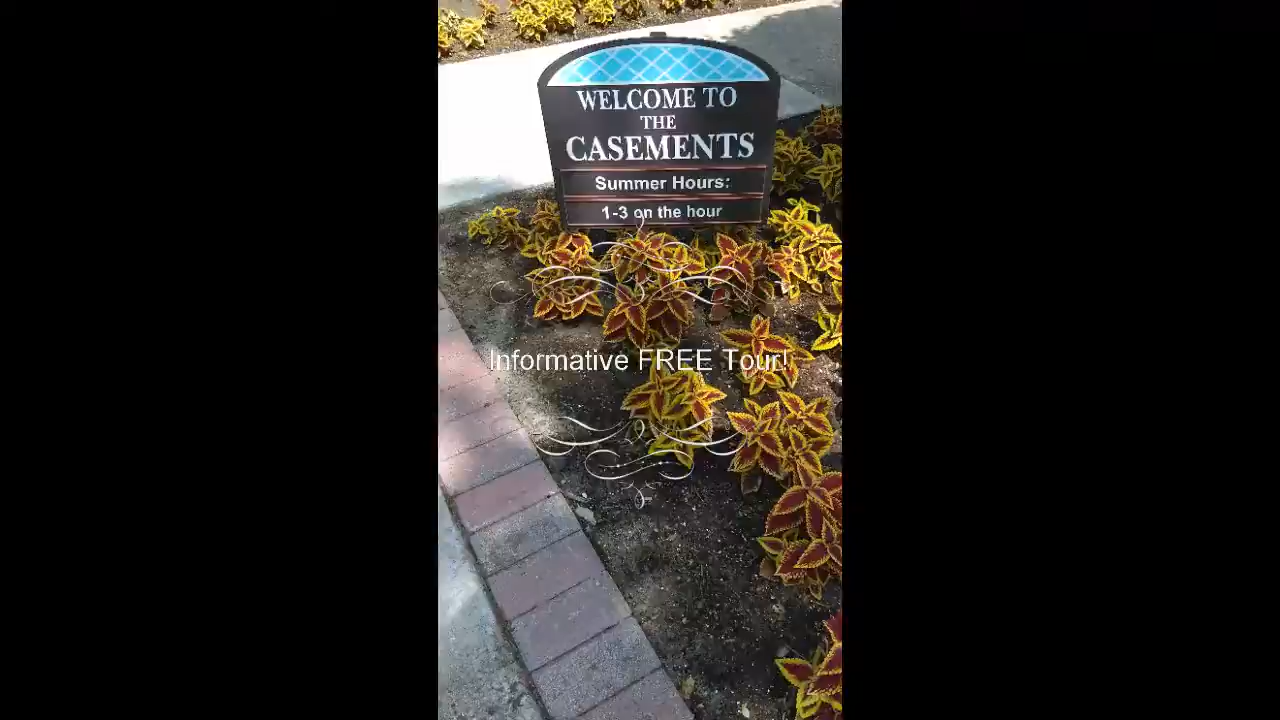 WELCOME TO
THE
CASEMENTS
Summer Hours:
1-3 on the hour
Informative FREE Tour!